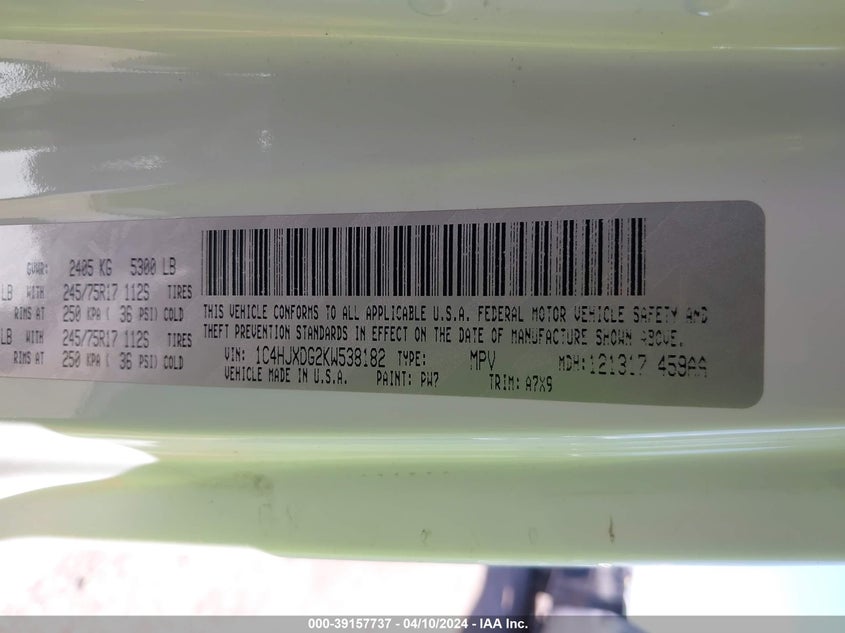 GVWR: 2405 KG 5300 LB
LB WITH 245/75R17 112S TIRES
RIMS AT 250 KPA ( 36 PSI) COLD
LB WITH 245/75R17 112S TIRES
RIMS AT 250 KPA ( 36 PSI) COLD
THIS VEHICLE CONFORMS TO ALL APPLICABLE U.S.A. FEDERAL MOTOR VEHICLE SAFETY AND
THEFT PREVENTION STANDARDS IN EFFECT ON THE DATE OF MANUFACTURE SHOWN ABOVE.
VIN: 1C4HJXDG2KW538182 TYPE: MPV MDH: 121317 459AA
VEHICLE MADE IN U.S.A. PAINT: PW7 TRIM: A7X9
000-39157737 - 04/10/2024 - IAA Inc.